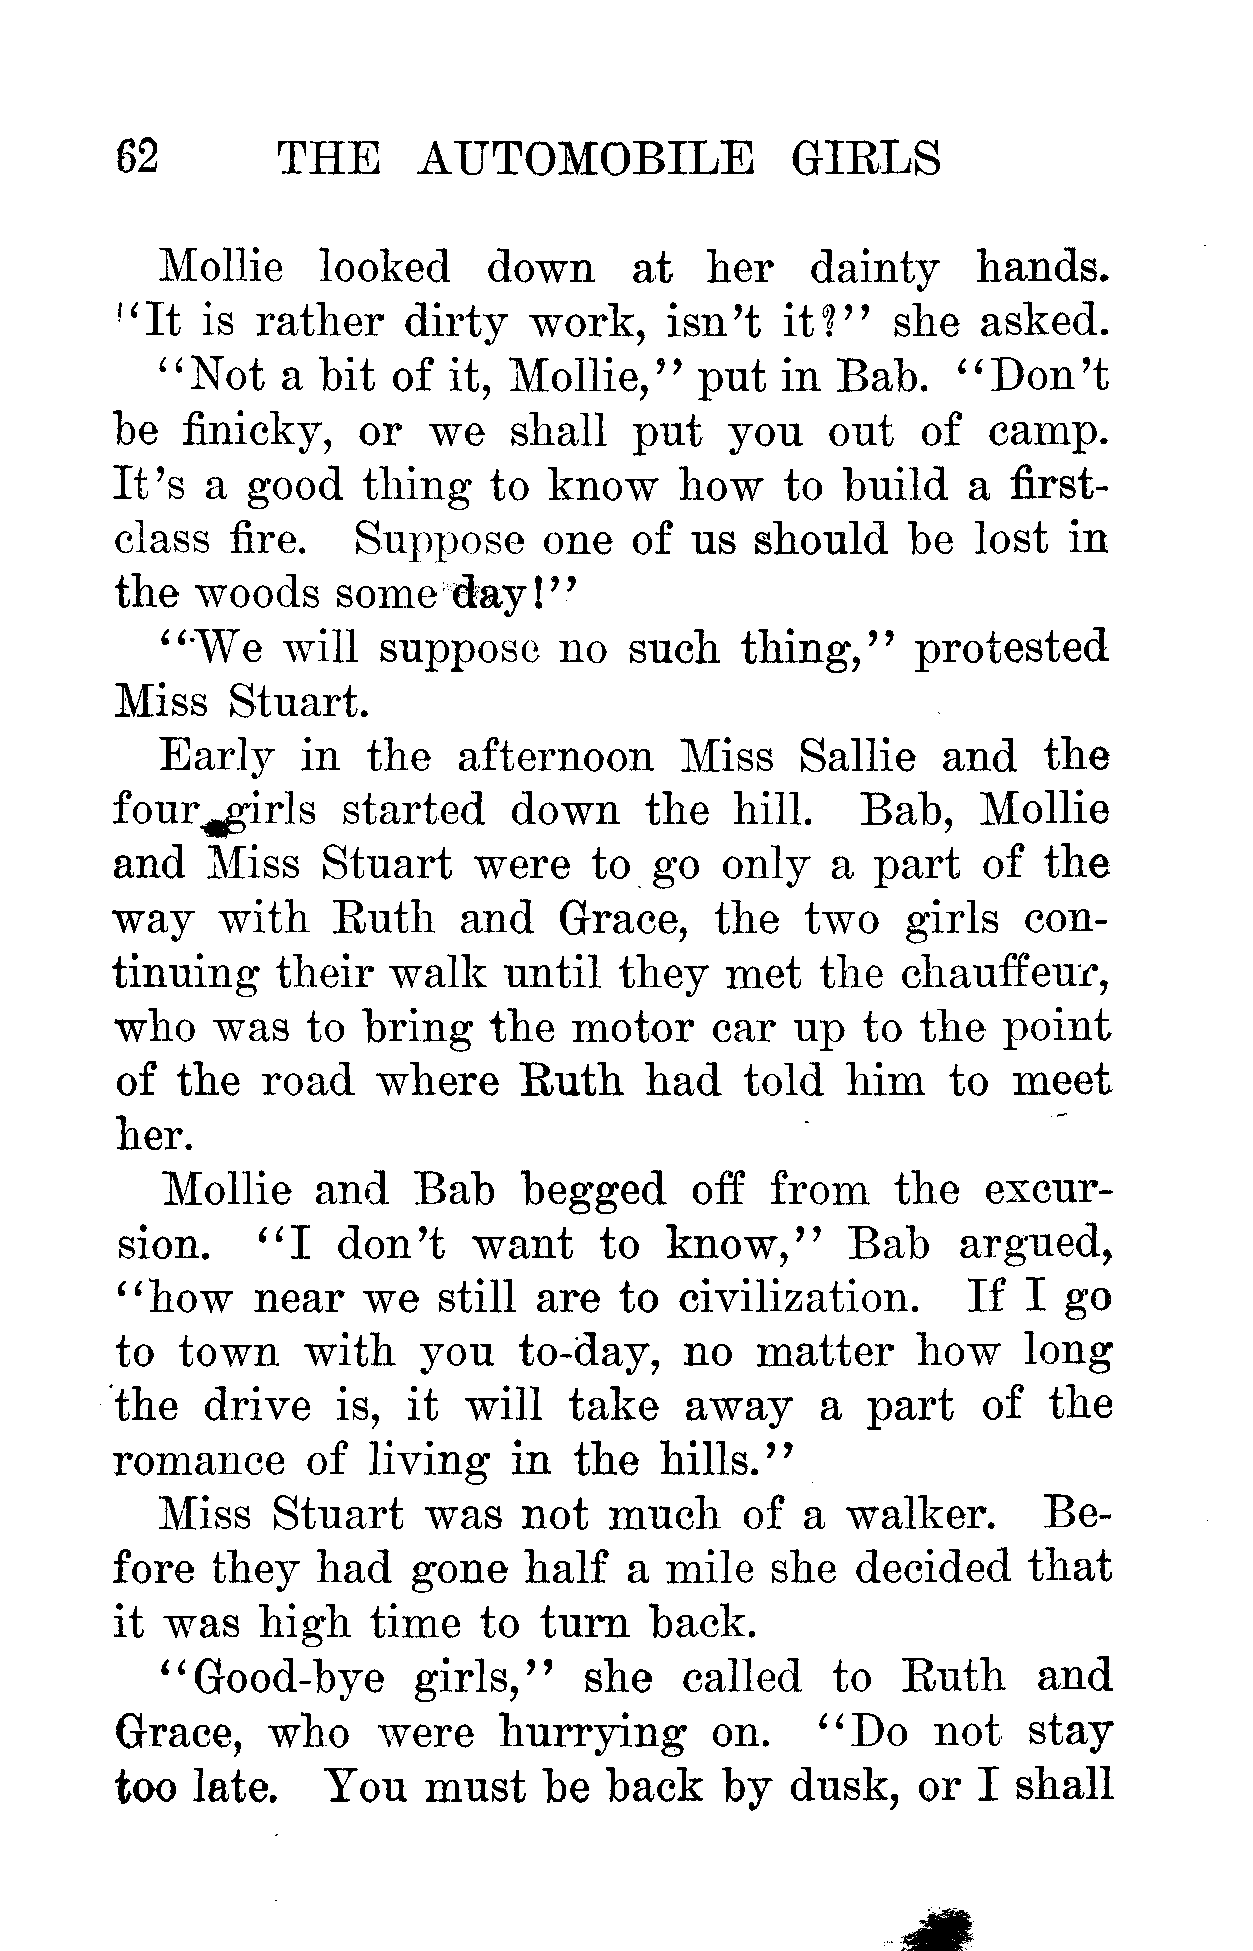 62 THE AUTOMOBILE GIRLS
Mollie looked down at her dainty hands.
"It is rather dirty work, isn't it?" she asked.
"Not a bit of it, Mollie," put in Bab. "Don't
be finicky, or we shall put you out of camp.
It's a good thing to know how to build a first-
class fire. Suppose one of us should be lost in
the woods some day!"
"We will suppose no such thing," protested
Miss Stuart.
Early in the afternoon Miss Sallie and the
four girls started down the hill. Bab, Mollie
and Miss Stuart were to go only a part of the
way with Ruth and Grace, the two girls con-
tinuing their walk until they met the chauffeur,
who was to bring the motor car up to the point
of the road where Ruth had told him to meet
her.
Mollie and Bab begged off from the excur-
sion. "I don't want to know," Bab argued,
"how near we still are to civilization. If I go
to town with you to-day, no matter how long
the drive is, it will take away a part of the
romance of living in the hills."
Miss Stuart was not much of a walker. Be-
fore they had gone half a mile she decided that
it was high time to turn back.
"Good-bye girls," she called to Ruth and
Grace, who were hurrying on. "Do not stay
too late. You must be back by dusk, or I shall